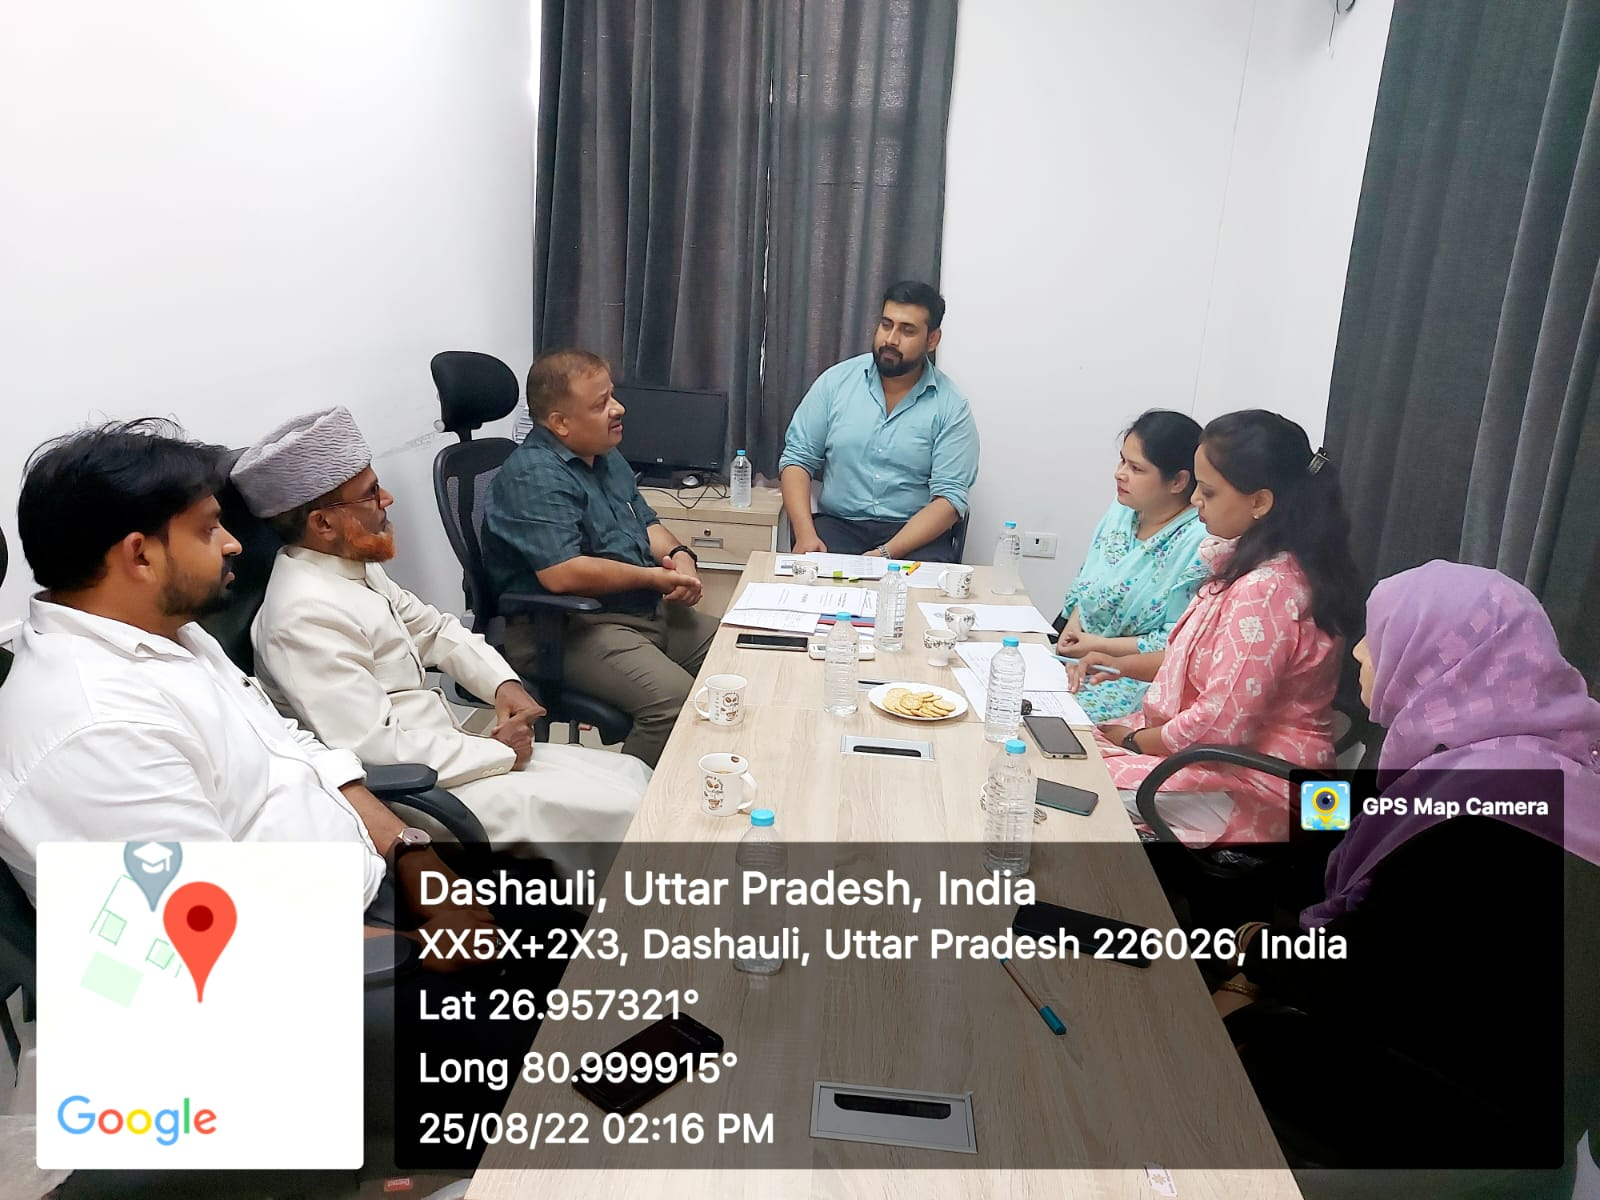 GPS Map Camera
Dashauli, Uttar Pradesh, India
XX5X+2X3, Dashauli, Uttar Pradesh 226026, India
Lat 26.957321°
Long 80.999915°
25/08/22 02:16 PM
Google